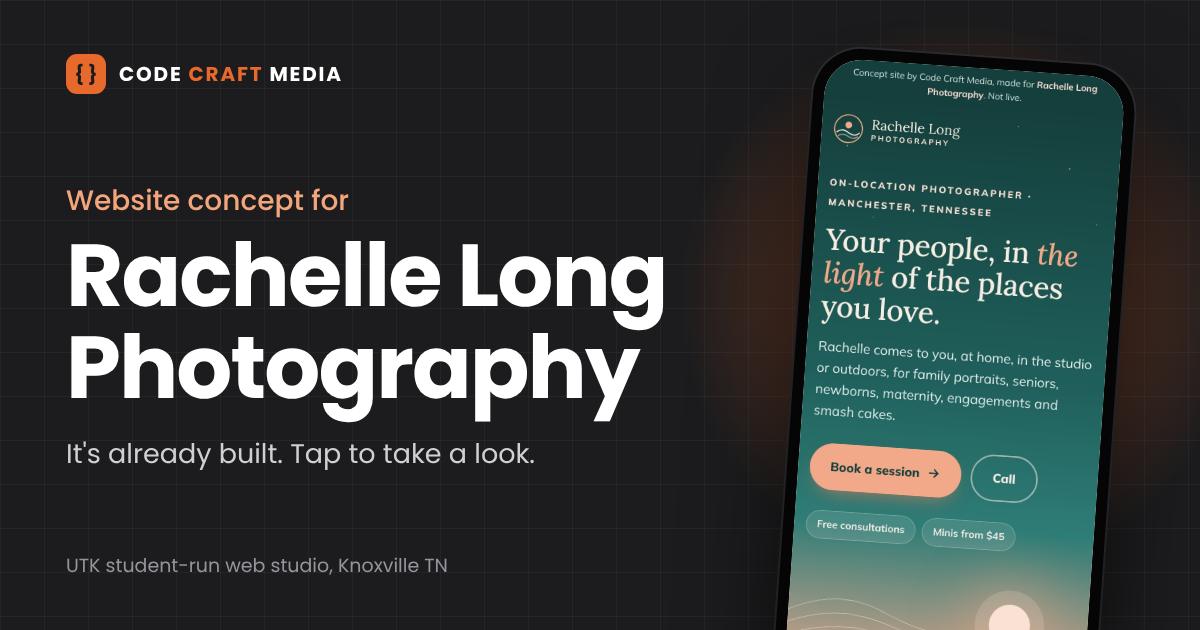 { } CODE CRAFT MEDIA
Website concept for
Rachelle Long
Photography
It's already built. Tap to take a look.
UTK student-run web studio, Knoxville TN
Concept site by Code Craft Media, made for Rachelle Long
Photography. Not live.
Rachelle Long
PHOTOGRAPHY
ON-LOCATION PHOTOGRAPHER ·
MANCHESTER, TENNESSEE
Your people, in the
light of the places
you love.
Rachelle comes to you, at home, in the studio
or outdoors, for family portraits, seniors,
newborns, maternity, engagements and
smash cakes.
Book a session →
Call
Free consultations
Minis from $45